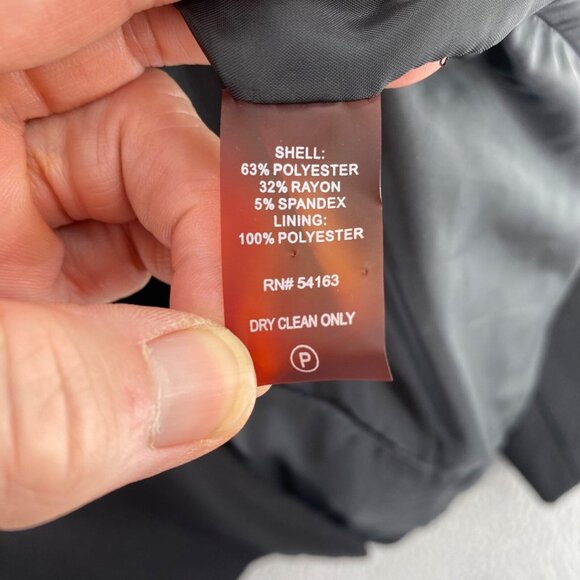 SHELL:
63% POLYESTER
32% RAYON
5% SPANDEX
LINING:
100% POLYESTER
RN# 54163
DRY CLEAN ONLY
P